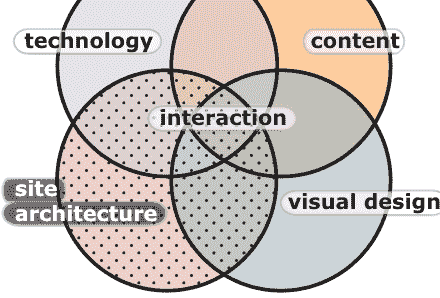 technology
content
interaction
site
architecture
visual design